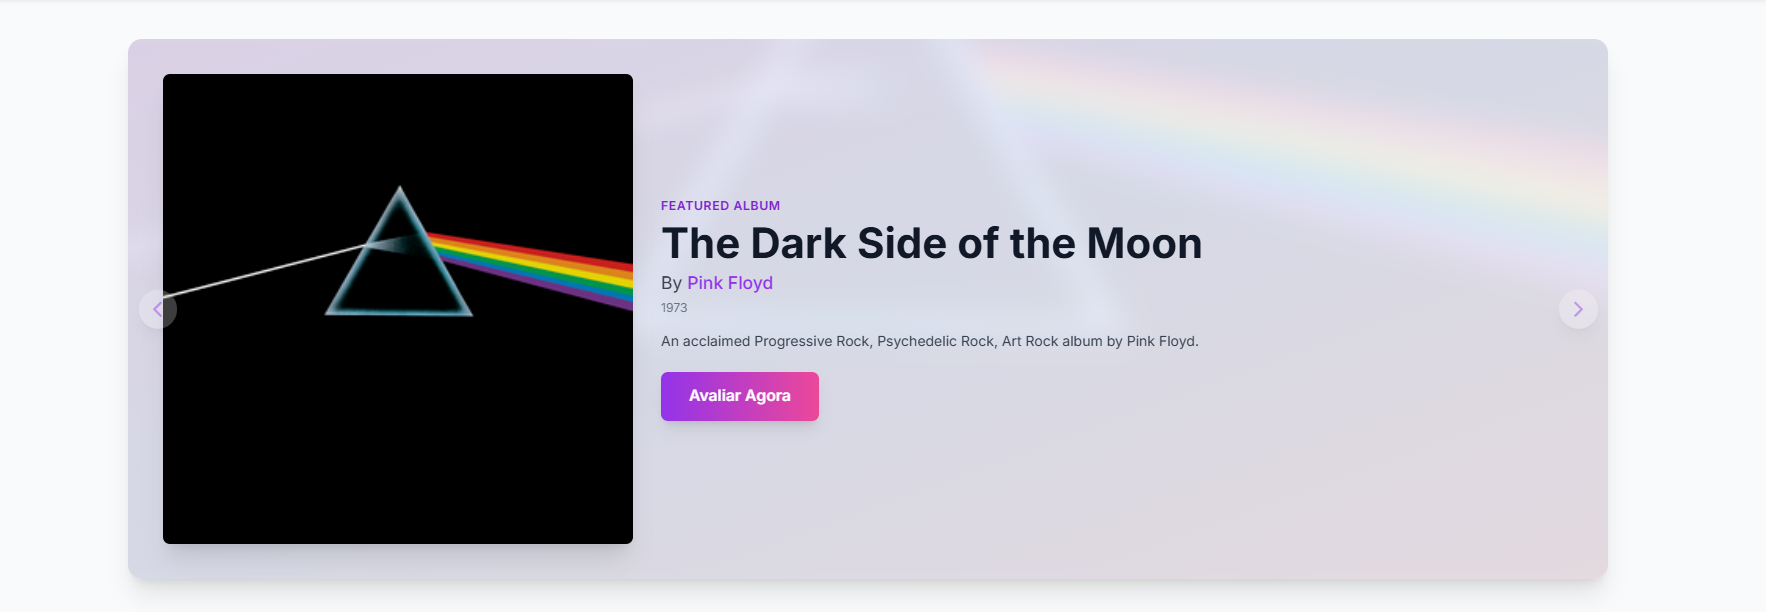 FEATURED ALBUM
The Dark Side of the Moon
By Pink Floyd
1973
An acclaimed Progressive Rock, Psychedelic Rock, Art Rock album by Pink Floyd.
Avaliar Agora